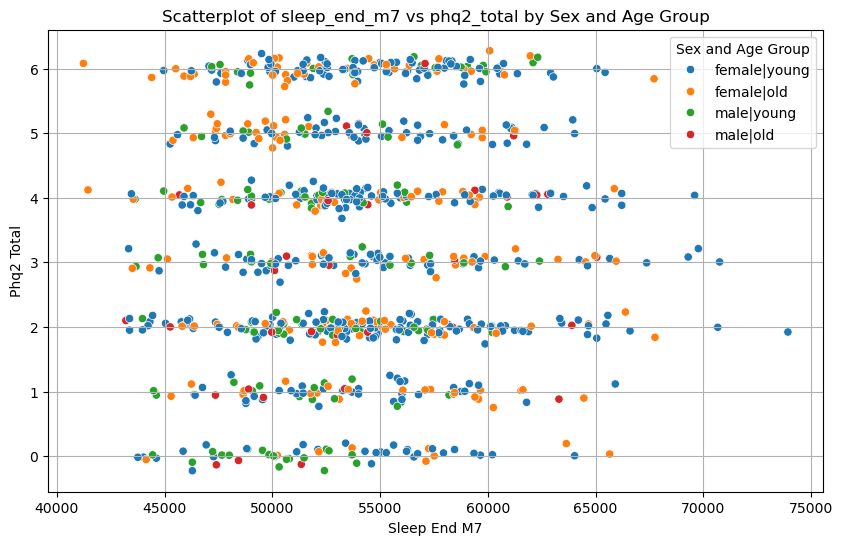 Scatterplot of sleep_end_m7 vs phq2_total by Sex and Age Group
Sex and Age Group
female|young
female|old
male|young
male|old
Phq2 Total
6
5
4
3
2
1
0
40000 45000 50000 55000 60000 65000 70000 75000
Sleep End M7